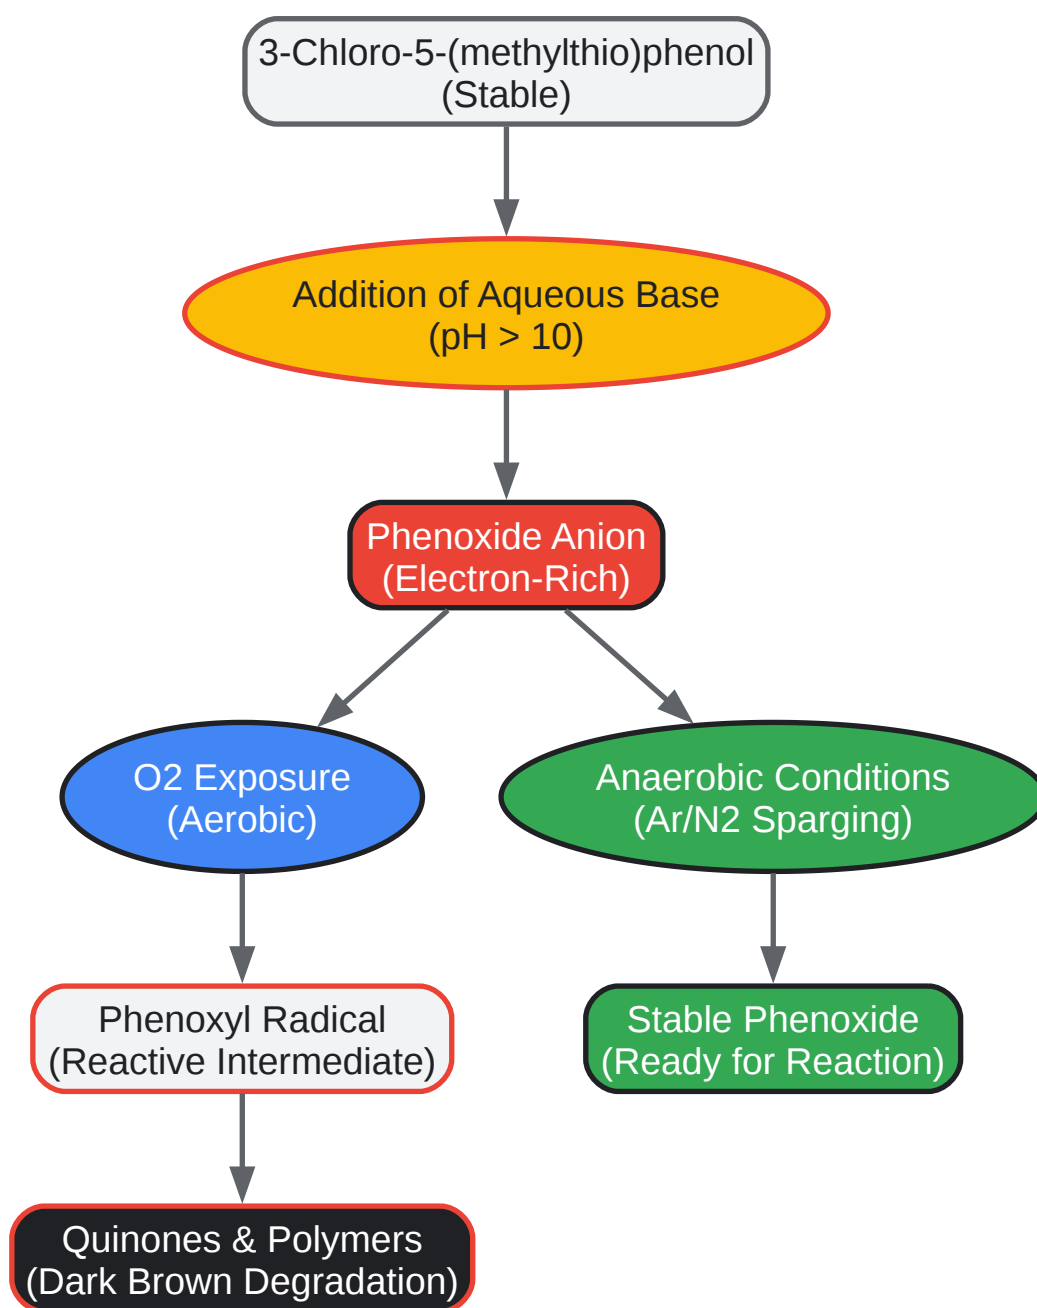 3-Chloro-5-(methylthio)phenol
(Stable)
Addition of Aqueous Base
(pH > 10)
Phenoxide Anion
(Electron-Rich)
O2 Exposure
(Aerobic)
Anaerobic Conditions
(Ar/N2 Sparging)
Phenoxyl Radical
(Reactive Intermediate)
Stable Phenoxide
(Ready for Reaction)
Quinones & Polymers
(Dark Brown Degradation)